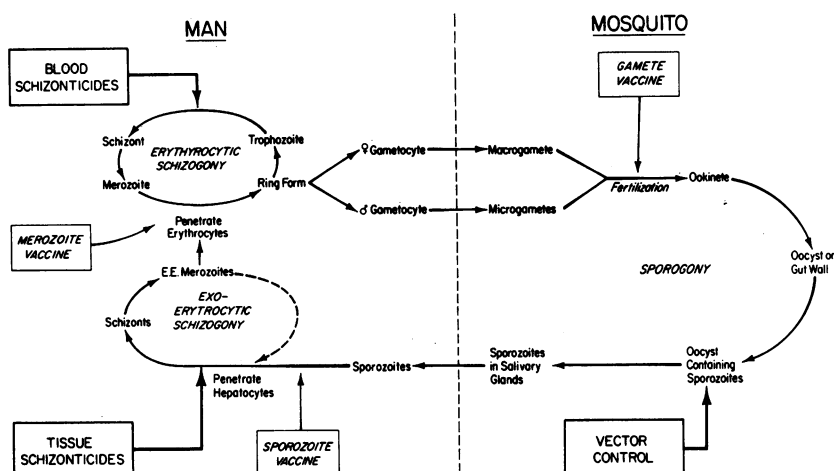 MAN
MOSQUITO
BLOOD
SCHIZONTICIDES
GAMETE
VACCINE
Schizont
Trophozoite
ERYTHYROCYTIC
SCHIZOGONY
Merozoite
Ring Form
♀ Gametocyte
Macrogamete
♂ Gametocyte
Microgametes
Fertilization
Ookinete
Penetrate
Erythrocytes
MEROZOITE
VACCINE
E.E. Merozoites
EXO-
ERYTROCYTIC
SCHIZOGONY
Schizonts
SPOROGONY
Oocyst on
Gut Wall
Penetrate
Hepatocytes
Sporozoites
Sporozoites
in Salivary
Glands
Oocyst
Containing
Sporozoites
TISSUE
SCHIZONTICIDES
SPOROZOITE
VACCINE
VECTOR
CONTROL